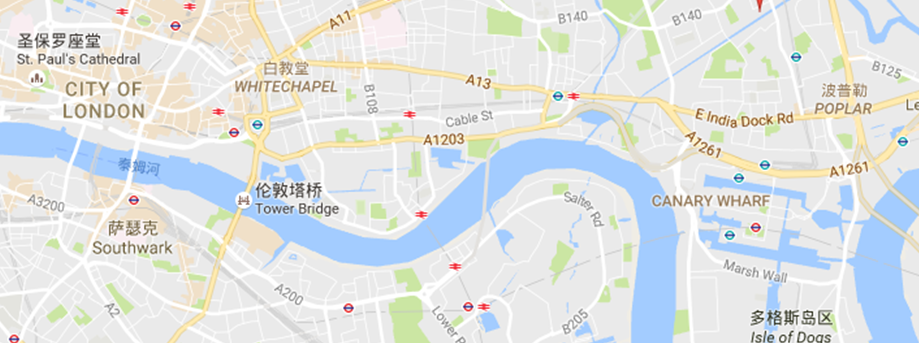 A11
B140
B140
圣保罗座堂
St. Paul's Cathedral
白教堂
WHITECHAPEL
A13
B125
CITY OF
LONDON
B108
波普勒
POPLAR
Cable St
E India Dock Rd
Le
A1203
A1261
A1261
泰姆河
伦敦塔桥
Tower Bridge
A3200
萨瑟克
Southwark
Salter Rd
CANARY WHARF
Marsh Wall
A200
A2
Lower R
B205
多格斯岛区
Isle of Dogs